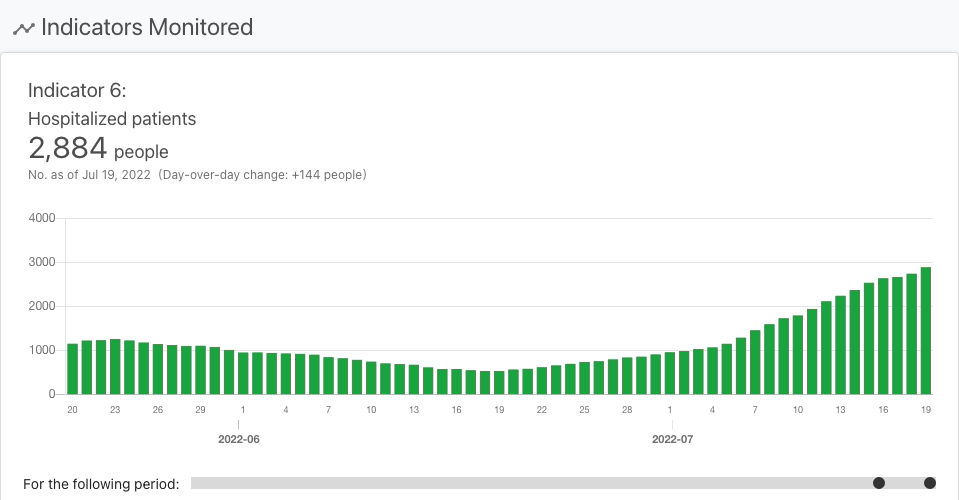 Indicators Monitored
Indicator 6:
Hospitalized patients
2,884 people
No. as of Jul 19, 2022 (Day-over-day change: +144 people)
4000
3000
2000
1000
0
20 23 26 29 1 4 7 10 13 16 19 22 25 28 1 4 7 10 13 16 19
2022-06 2022-07
For the following period: